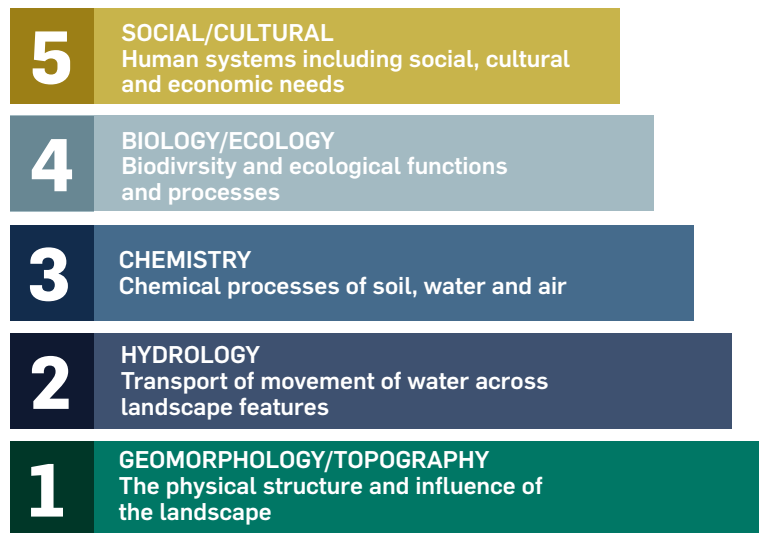 5
SOCIAL/CULTURAL
Human systems including social, cultural
and economic needs
4
BIOLOGY/ECOLOGY
Biodivrsity and ecological functions
and processes
3
CHEMISTRY
Chemical processes of soil, water and air
2
HYDROLOGY
Transport of movement of water across
landscape features
1
GEOMORPHOLOGY/TOPOGRAPHY
The physical structure and influence of
the landscape